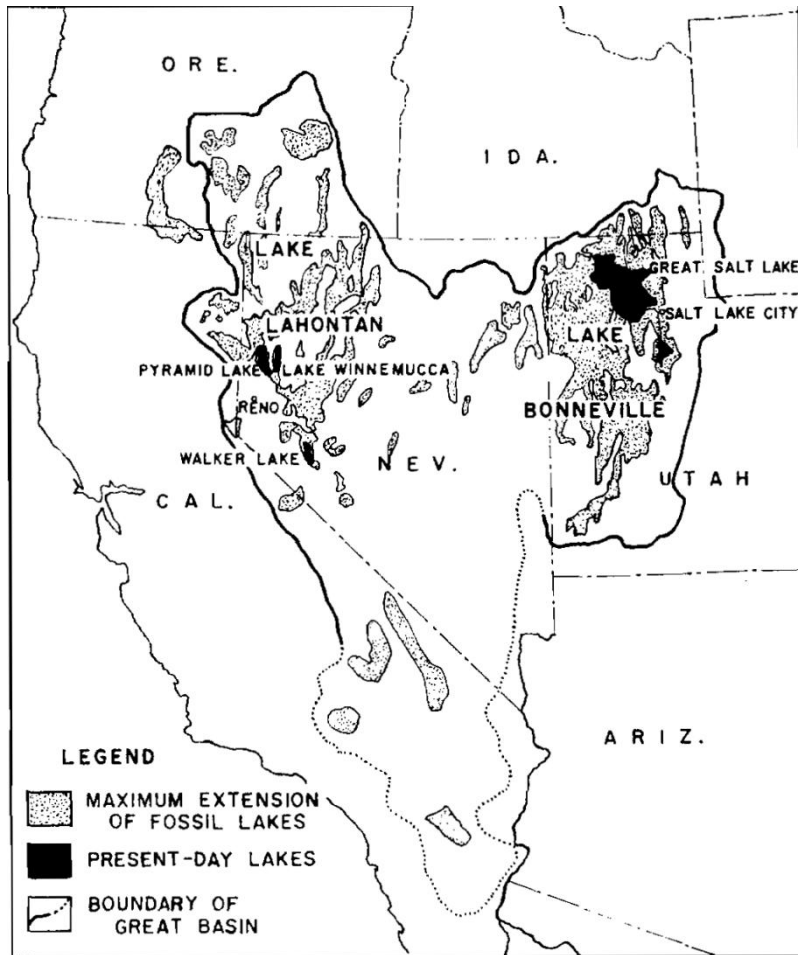 ORE.
IDA.
LAKE
GREAT SALT LAKE
LAHONTAN
LAKE
SALT LAKE CITY
PYRAMID LAKE
LAKE WINNEMUCCA
RENO
BONNEVILLE
WALKER LAKE
NEV.
UTAH
CAL.
ARIZ.
LEGEND
MAXIMUM EXTENSION
OF FOSSIL LAKES
PRESENT-DAY LAKES
BOUNDARY OF
GREAT BASIN